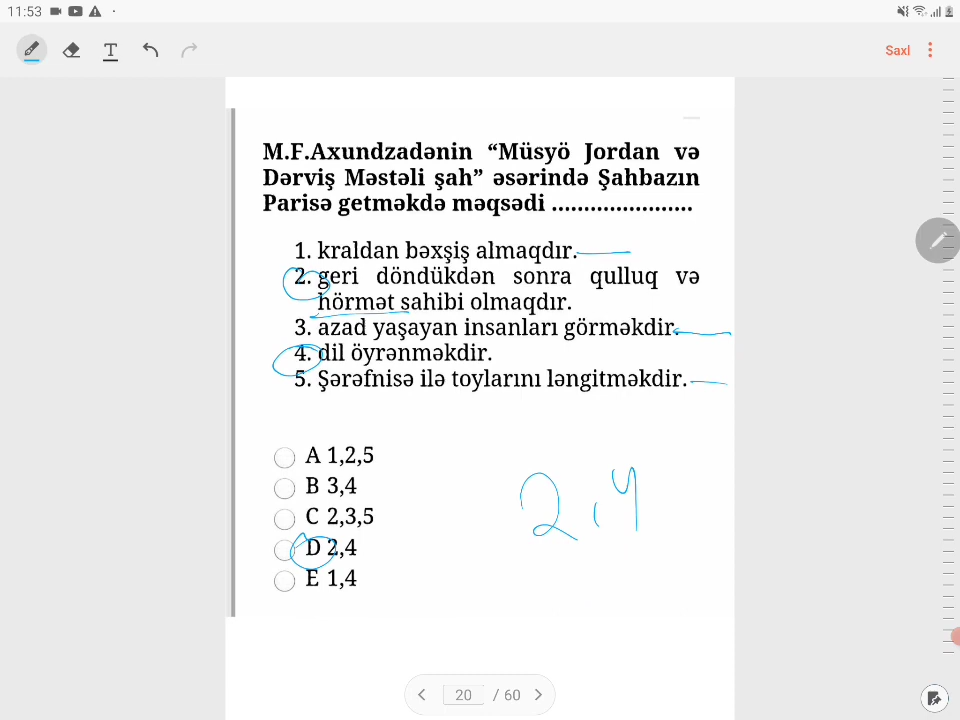 11:53
T
Saxl
M.F.Axundzadənin “Müsyö Jordan və
Dərviş Məstəli şah” əsərində Şahbazın
Parisə getməkdə məqsədi ......................
1. kraldan bəxşiş almaqdır.
2. geri döndükdən sonra qulluq və
hörmət sahibi olmaqdır.
3. azad yaşayan insanları görməkdir.
4. dil öyrənməkdir.
5. Şərəfnisə ilə toylarını ləngitməkdir.
A 1,2,5
B 3,4
C 2,3,5
D 2,4
E 1,4
2,4
20 / 60